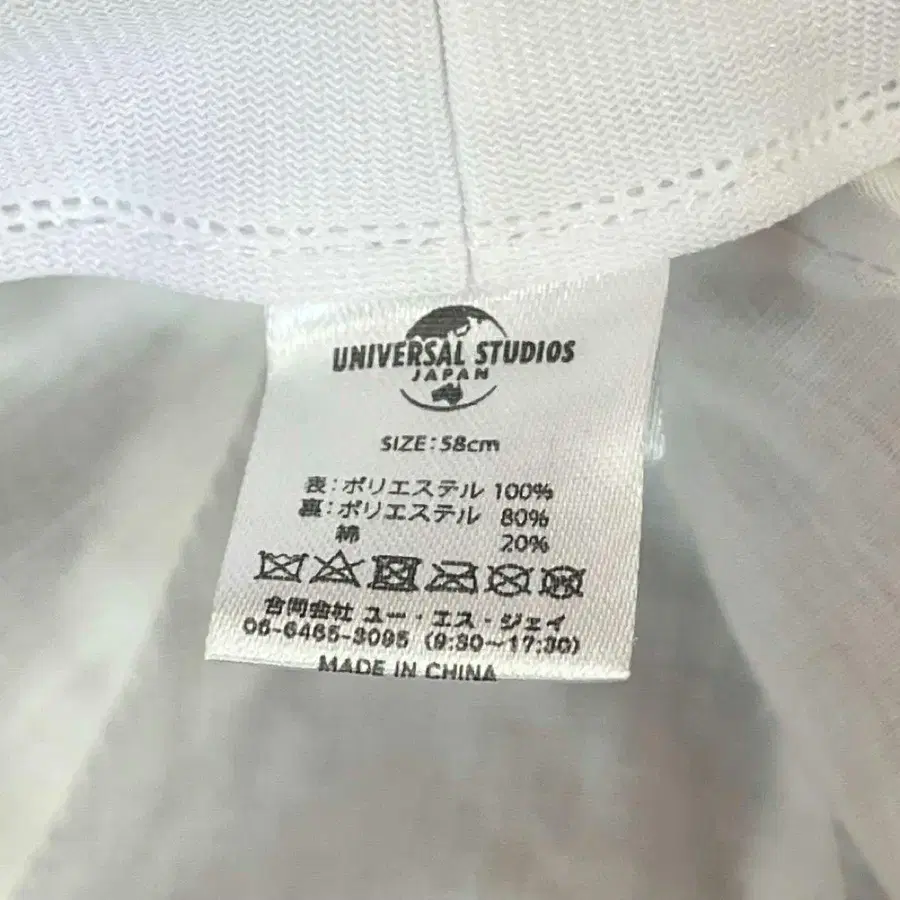 UNIVERSAL STUDIOS
JAPAN
SIZE:58cm
表:ポリエステル 100%
裏:ポリエステル 80%
綿 20%
合同会社 ユー・エス・ジェイ
06-6465-3095 (9:30〜17:30)
MADE IN CHINA